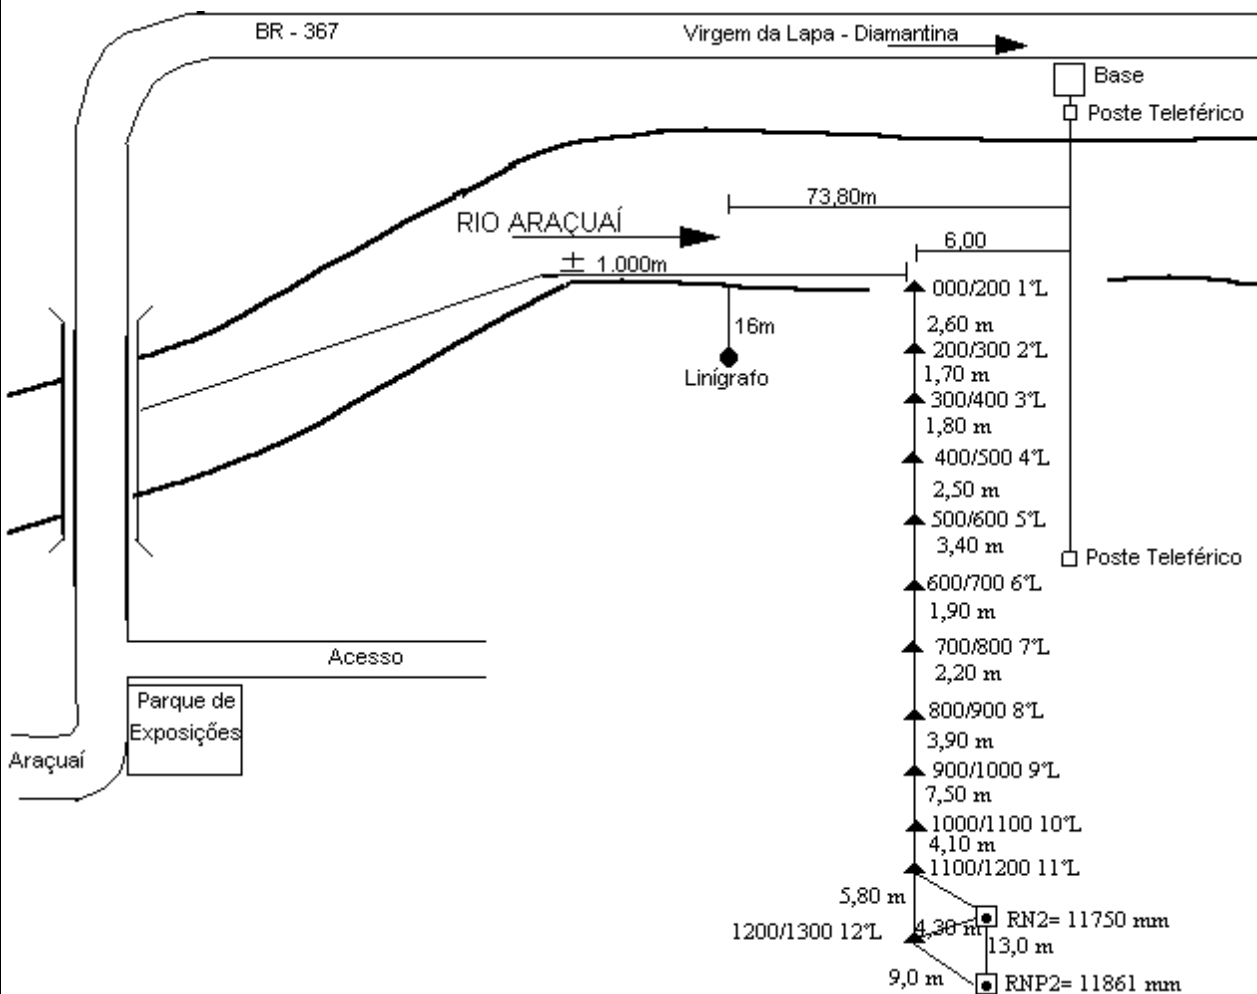 BR - 367
Virgem da Lapa - Diamantina
Base
Poste Teleférico
73,80m
RIO ARAÇUAÍ
6,00
± 1.000m
000/200 1°L
2,60 m
16m
200/300 2°L
Linígrafo
1,70 m
300/400 3°L
1,80 m
400/500 4°L
2,50 m
500/600 5°L
3,40 m
Poste Teleférico
600/700 6°L
1,90 m
700/800 7°L
Acesso
2,20 m
Parque de
Exposições
800/900 8°L
3,90 m
Araçuaí
900/1000 9°L
7,50 m
1000/1100 10°L
4,10 m
1100/1200 11°L
5,80 m
RN2= 11750 mm
1200/1300 12°L
4,30 m
13,0 m
9,0 m
RNP2= 11861 mm